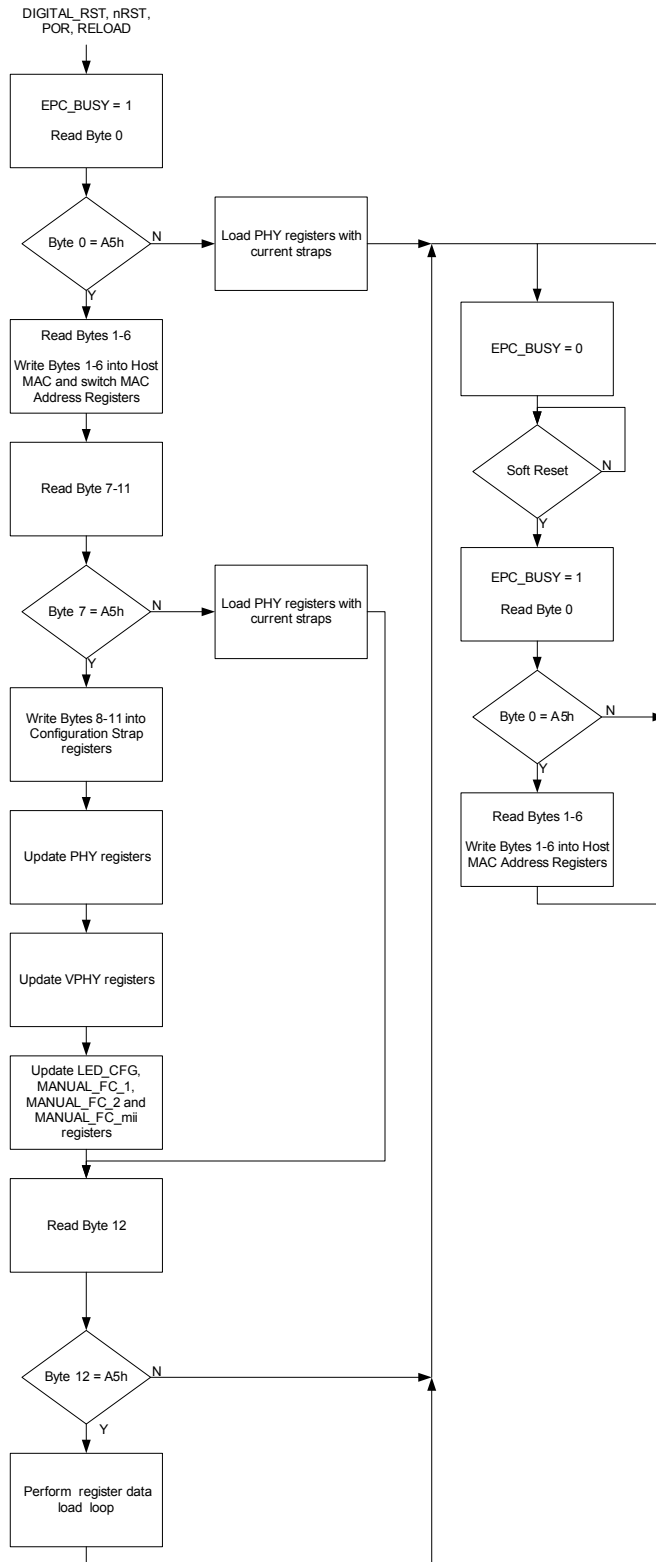 DIGITAL_RST, nRST,
POR, RELOAD
EPC_BUSY = 1
Read Byte 0
Byte 0 = A5h
N
Y
Load PHY registers with
current straps
Read Bytes 1-6
Write Bytes 1-6 into Host
MAC and switch MAC
Address Registers
Read Byte 7-11
Byte 7 = A5h
N
Y
Load PHY registers with
current straps
Write Bytes 8-11 into
Configuration Strap
registers
Update PHY registers
Update VPHY registers
Update LED_CFG,
MANUAL_FC_1,
MANUAL_FC_2 and
MANUAL_FC_mii
registers
Read Byte 12
Byte 12 = A5h
N
Y
Perform register data
load loop
EPC_BUSY = 0
Soft Reset
N
Y
EPC_BUSY = 1
Read Byte 0
Byte 0 = A5h
N
Y
Read Bytes 1-6
Write Bytes 1-6 into Host
MAC Address Registers